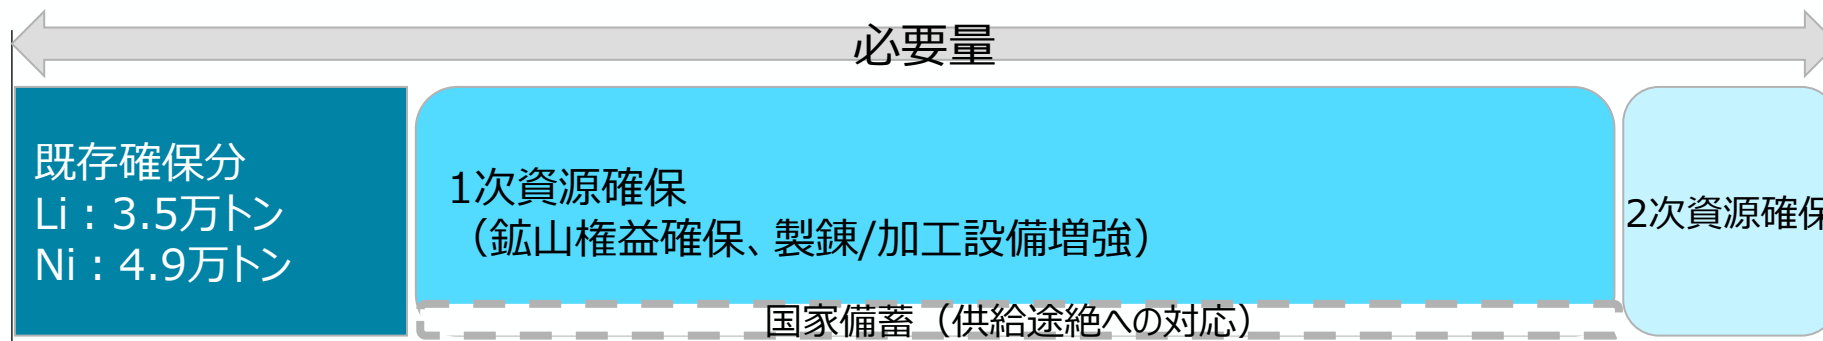 必要量
既存確保分
Li：3.5万トン
Ni：4.9万トン
1次資源確保
（鉱山権益確保、製錬/加工設備増強）
2次資源確保
国家備蓄（供給途絶への対応）